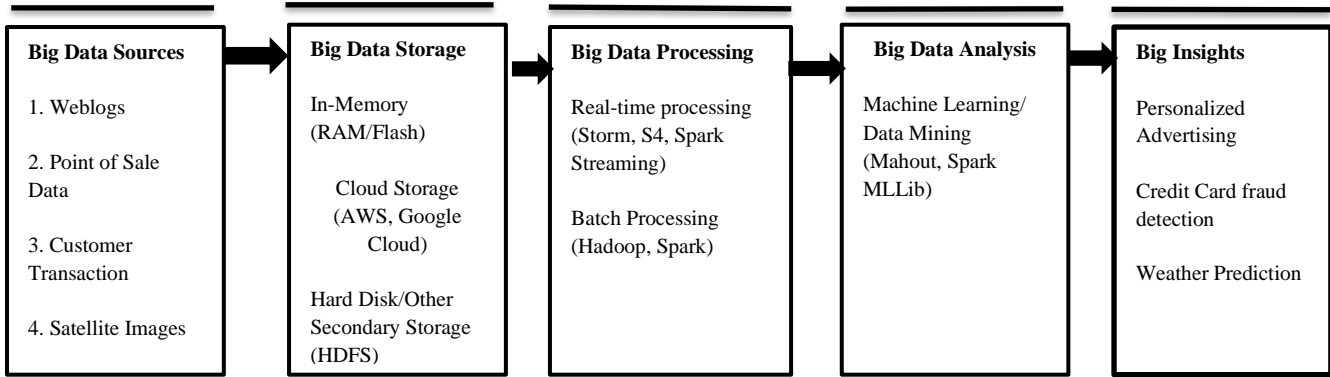 Big Data Sources
1. Weblogs
2. Point of Sale
Data
3. Customer
Transaction
4. Satellite Images
Big Data Storage
In-Memory
(RAM/Flash)
Cloud Storage
(AWS, Google
Cloud)
Hard Disk/Other
Secondary Storage
(HDFS)
Big Data Processing
Real-time processing
(Storm, S4, Spark
Streaming)
Batch Processing
(Hadoop, Spark)
Big Data Analysis
Machine Learning/
Data Mining
(Mahout, Spark
MLLib)
Big Insights
Personalized
Advertising
Credit Card fraud
detection
Weather Prediction